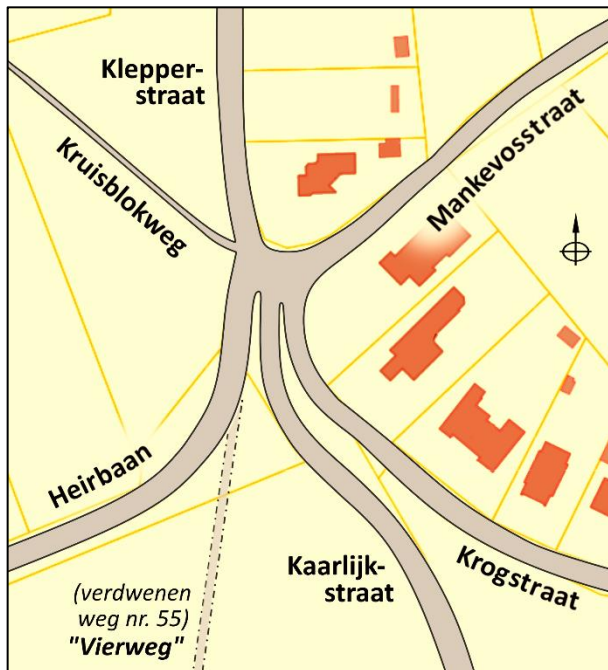 Klepper-
straat
Kruisblokweg
Mankevosstraat
Heirbaan
(verdwenen
weg nr. 55)
"Vierweg"
Kaarlijk-
straat
Krogstraat